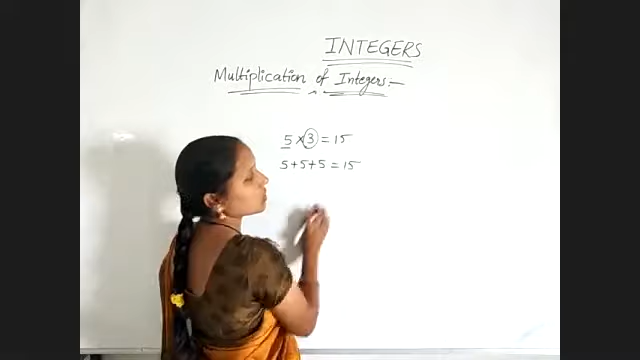 INTEGERS
Multiplication of Integers:-
5 × 3 = 15
5+5+5 = 15